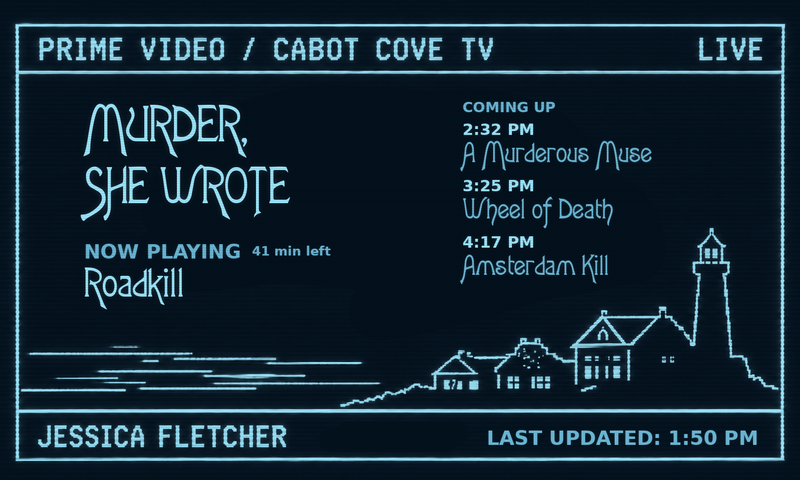 PRIME VIDEO / CABOT COVE TV
LIVE
MURDER,
SHE WROTE
NOW PLAYING 41 min left
Roadkill
COMING UP
2:32 PM
A Murderous Muse
3:25 PM
Wheel of Death
4:17 PM
Amsterdam Kill
JESSICA FLETCHER
LAST UPDATED: 1:50 PM